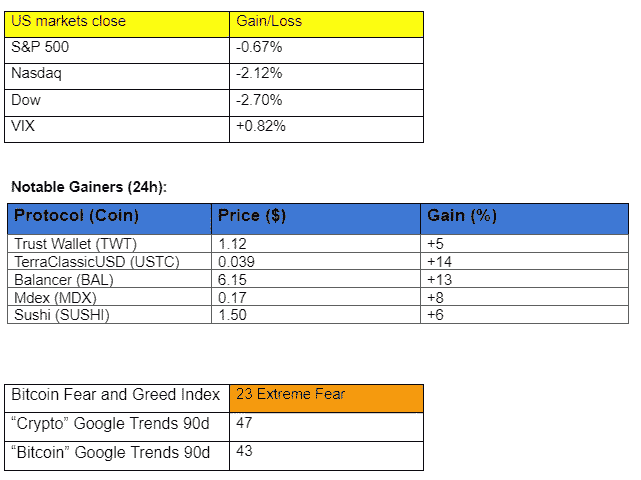 US markets close Gain/Loss
S&P 500 -0.67%
Nasdaq -2.12%
Dow -2.70%
VIX +0.82%
Notable Gainers (24h):
Protocol (Coin) Price ($) Gain (%)
Trust Wallet (TWT) 1.12 +5
TerraClassicUSD (USTC) 0.039 +14
Balancer (BAL) 6.15 +13
Mdex (MDX) 0.17 +8
Sushi (SUSHI) 1.50 +6
Bitcoin Fear and Greed Index 23 Extreme Fear
“Crypto” Google Trends 90d 47
“Bitcoin” Google Trends 90d 43